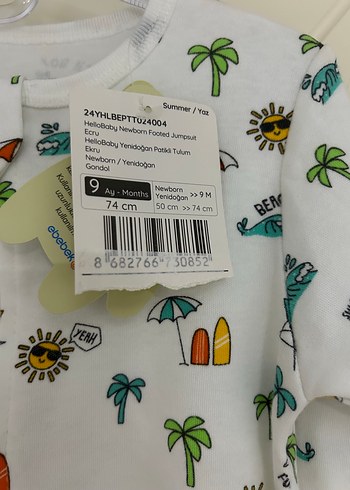 Summer / Yaz
24YHLBEPTTU24004
HelloBaby Newborn Footed Jumpsuit
Ecru
HelloBaby Yenidoğan Patikli Tulum
Ekru
Newborn / Yenidoğan
Gondol
9 Ay - Months
Newborn
Yenidoğan >> 9 M
74 cm
50 cm >> 74 cm
8 682766 730852
ebebek
YEAH